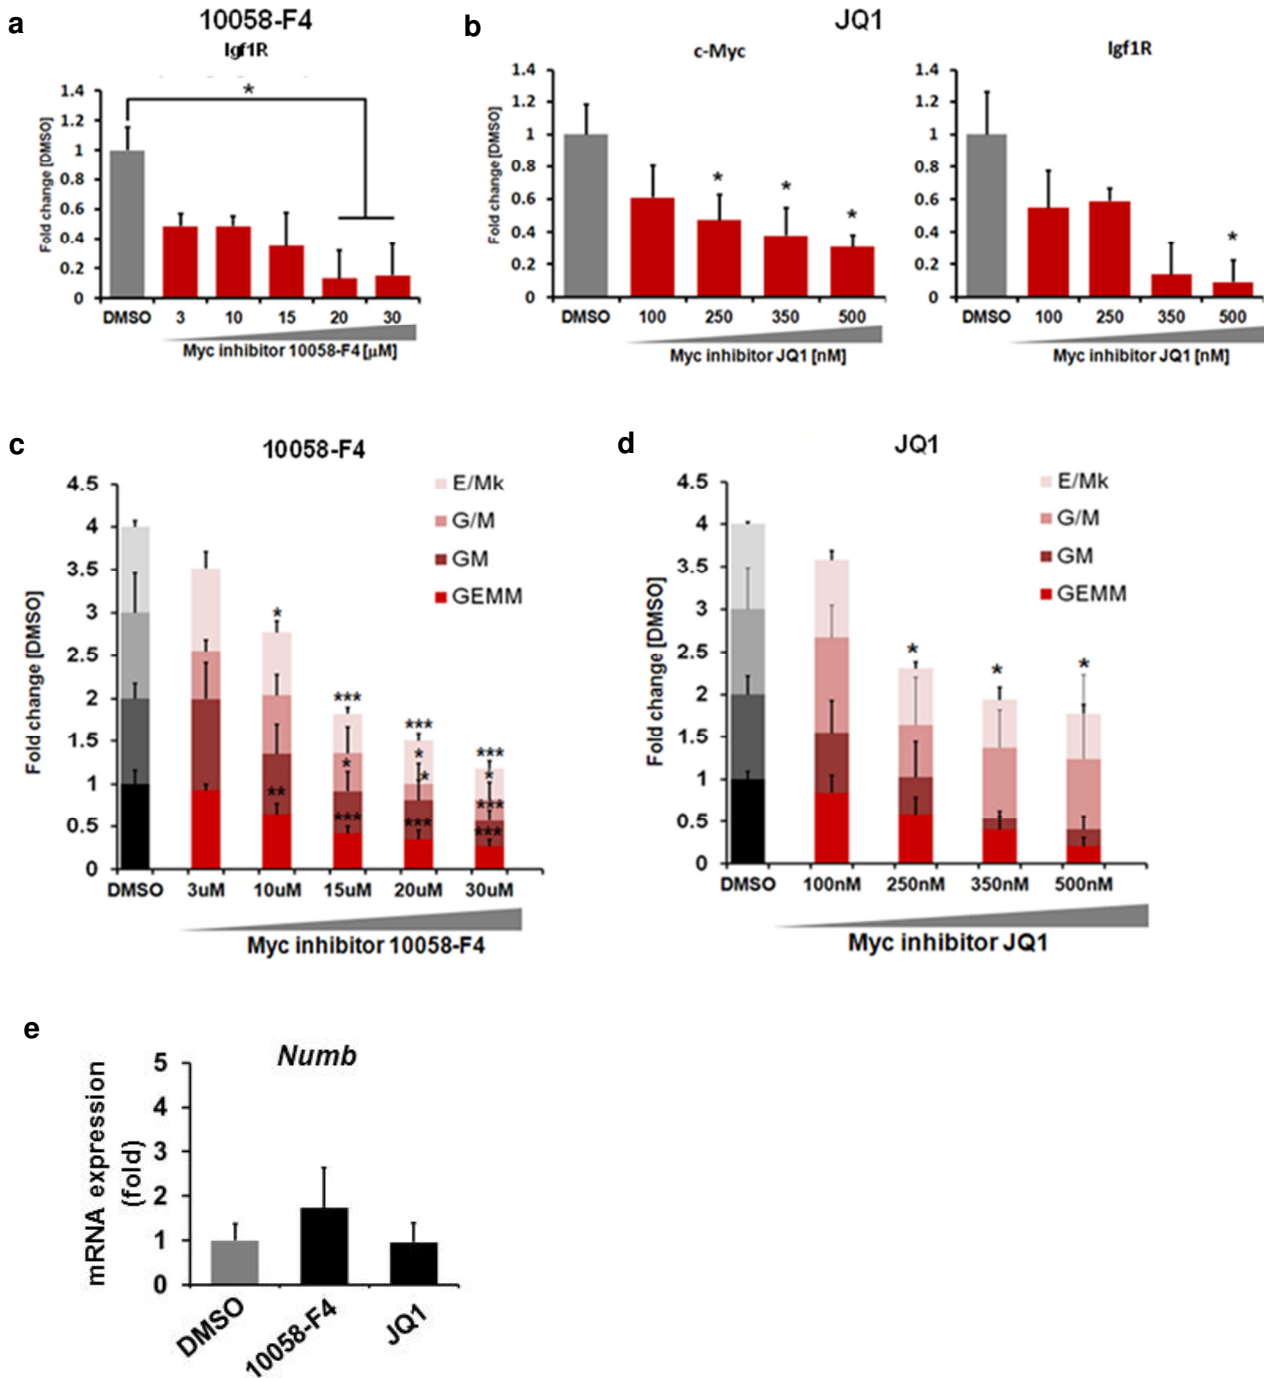 a
10058-F4
Igf1R
Fold change [DMSO]
1.4
1.2
1
0.8
0.6
0.4
0.2
0
*
DMSO 3 10 15 20 30
Myc inhibitor 10058-F4 [µM]
b
JQ1
c-Myc
Fold change [DMSO]
1.4
1.2
1
0.8
0.6
0.4
0.2
0
* * *
DMSO 100 250 350 500
Myc inhibitor JQ1 [nM]
Igf1R
1.4
1.2
1
0.8
0.6
0.4
0.2
0
*
DMSO 100 250 350 500
Myc inhibitor JQ1 [nM]
c
10058-F4
Fold change [DMSO]
4.5
4
3.5
3
2.5
2
1.5
1
0.5
0
E/Mk
G/M
GM
GEMM
*
**
***
*
***
***
*
*
***
***
*
***
***
DMSO 3uM 10uM 15uM 20uM 30uM
Myc inhibitor 10058-F4
d
JQ1
Fold change [DMSO]
4.5
4
3.5
3
2.5
2
1.5
1
0.5
0
E/Mk
G/M
GM
GEMM
* * *
DMSO 100nM 250nM 350nM 500nM
Myc inhibitor JQ1
e
Numb
mRNA expression
(fold)
5
4
3
2
1
0
DMSO 10058-F4 JQ1